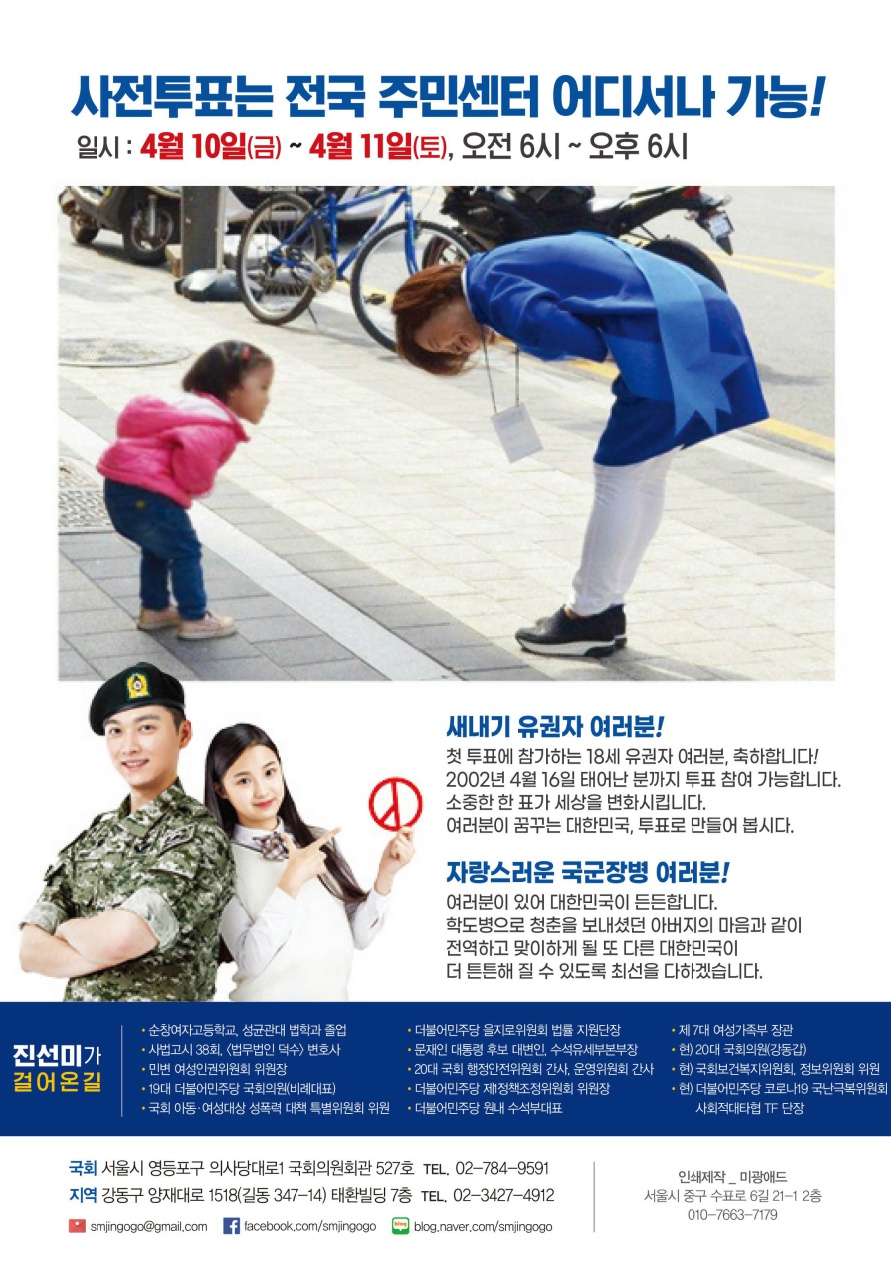 사전투표는 전국 주민센터 어디서나 가능!
일시 : 4월 10일(금) ~ 4월 11일(토), 오전 6시 ~ 오후 6시
새내기 유권자 여러분!
첫 투표에 참가하는 18세 유권자 여러분, 축하합니다!
2002년 4월 16일 태어난 분까지 투표 참여 가능합니다.
소중한 한 표가 세상을 변화시킵니다.
여러분이 꿈꾸는 대한민국, 투표로 만들어 봅시다.
자랑스러운 국군장병 여러분!
여러분이 있어 대한민국이 든든합니다.
학도병으로 청춘을 보내셨던 아버지의 마음과 같이
전역하고 맞이하게 될 또 다른 대한민국이
더 튼튼해 질 수 있도록 최선을 다하겠습니다.
진선미가
걸어온길
• 순창여자고등학교, 성균관대 법학과 졸업
• 사법고시 38회, 〈법무법인 덕수〉 변호사
• 민변 여성인권위원회 위원장
• 19대 더불어민주당 국회의원(비례대표)
• 국회 아동·여성대상 성폭력 대책 특별위원회 위원
• 더불어민주당 을지로위원회 법률 지원단장
• 문재인 대통령 후보 대변인, 수석유세부본부장
• 20대 국회 행정안전위원회 간사, 운영위원회 간사
• 더불어민주당 제1정책조정위원회 위원장
• 더불어민주당 원내 수석부대표
• 제 7대 여성가족부 장관
• 현) 20대 국회의원(강동갑)
• 현) 국회보건복지위원회, 정보위원회 위원
• 현) 더불어민주당 코로나19 국난극복위원회
사회적대타협 TF 단장
국회 서울시 영등포구 의사당대로1 국회의원회관 527호 TEL. 02-784-9591
지역 강동구 양재대로 1518(길동 347-14) 태환빌딩 7층 TEL. 02-3427-4912
smjingogo@gmail.com facebook.com/smjingogo blog.naver.com/smjingogo
인쇄제작 _ 미광애드
서울시 중구 수표로 6길 21-1 2층
010-7663-7179